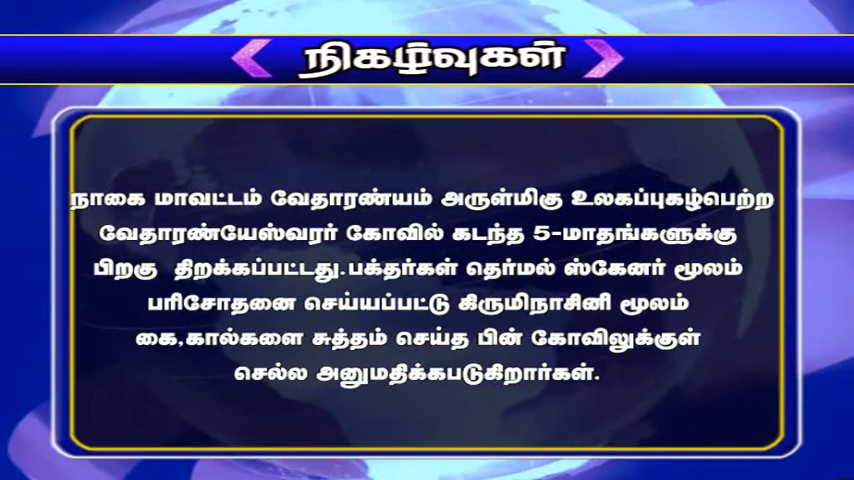 நிகழ்வுகள்
நாகை மாவட்டம் வேதாரண்யம் அருள்மிகு உலகப்புகழ்பெற்ற
வேதாரண்யேஸ்வரர் கோவில் கடந்த 5-மாதங்களுக்கு
பிறகு திறக்கப்பட்டது.பக்தர்கள் தெர்மல் ஸ்கேனர் மூலம்
பரிசோதனை செய்யப்பட்டு கிருமிநாசினி மூலம்
கை,கால்களை சுத்தம் செய்த பின் கோவிலுக்குள்
செல்ல அனுமதிக்கபடுகிறார்கள்.